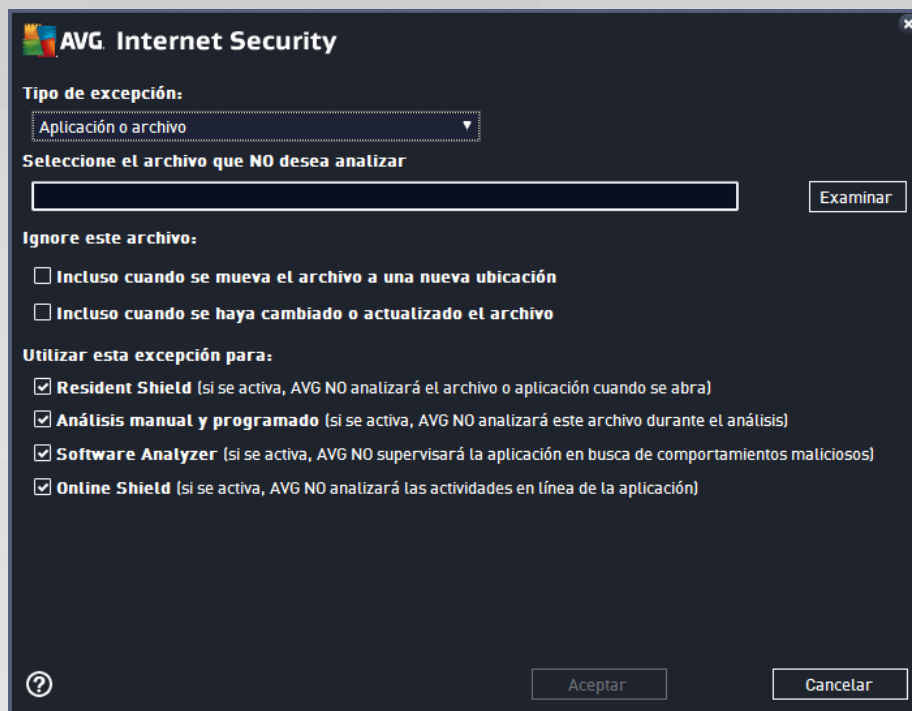 AVG. Internet Security
Tipo de excepción:
Aplicación o archivo
Seleccione el archivo que NO desea analizar
Examinar
Ignore este archivo:
Incluso cuando se mueva el archivo a una nueva ubicación
Incluso cuando se haya cambiado o actualizado el archivo
Utilizar esta excepción para:
Resident Shield (si se activa, AVG NO analizará el archivo o aplicación cuando se abra)
Análisis manual y programado (si se activa, AVG NO analizará este archivo durante el análisis)
Software Analyzer (si se activa, AVG NO supervisará la aplicación en busca de comportamientos maliciosos)
Online Shield (si se activa, AVG NO analizará las actividades en línea de la aplicación)
?
Aceptar
Cancelar